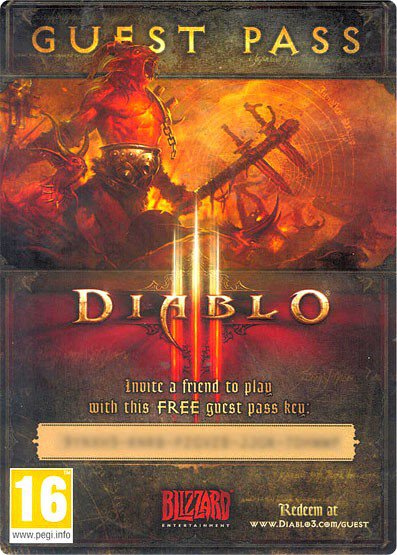 GUEST PASS
DIABLO
III
Invite a friend to play
with this FREE guest pass key:
16
www.pegi.info
BLIZZARD
ENTERTAINMENT
Redeem at
www.Diablo3.com/guest